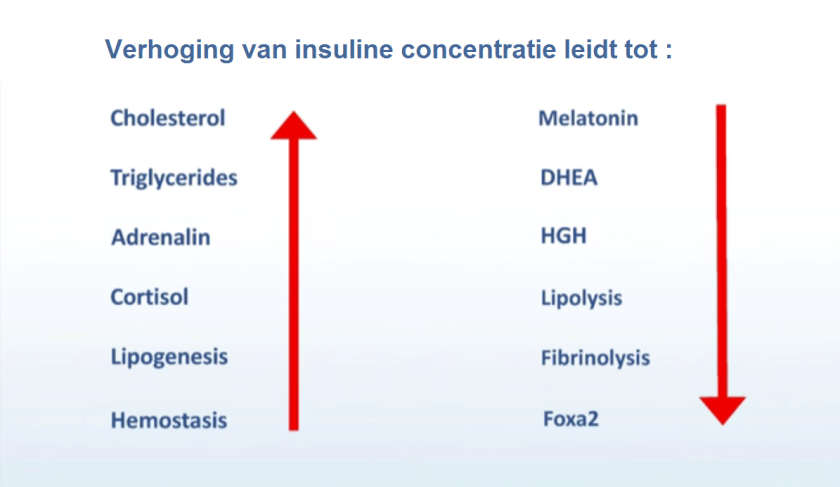 Verhoging van insuline concentratie leidt tot :
Cholesterol
Triglycerides
Adrenalin
Cortisol
Lipogenesis
Hemostasis
Melatonin
DHEA
HGH
Lipolysis
Fibrinolysis
Foxa2